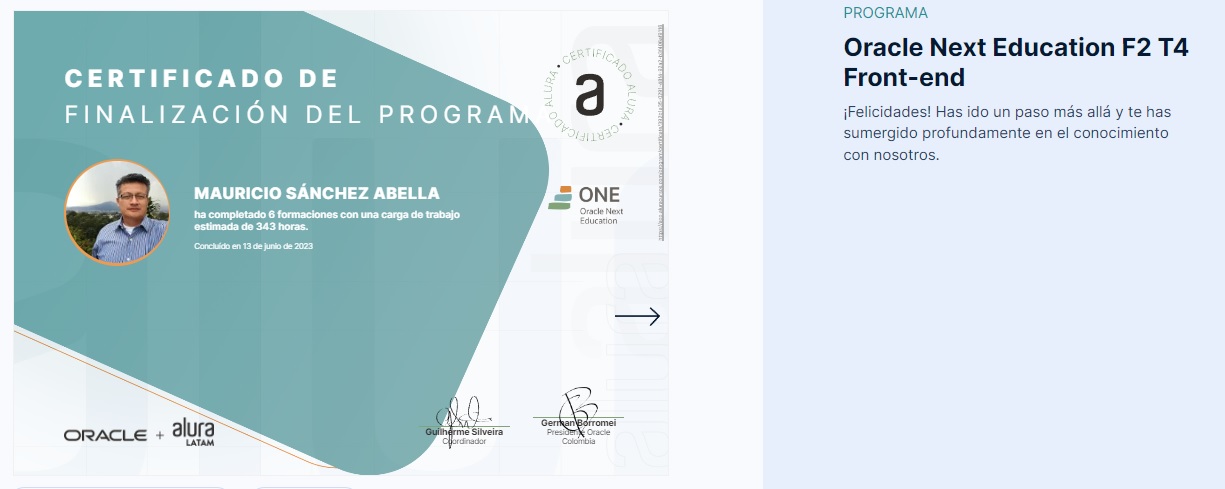 CERTIFICADO DE
FINALIZACIÓN DEL PROGRAM
MAURICIO SÁNCHEZ ABELLA
ha completado 6 formaciones con una carga de trabajo
estimada de 343 horas.
Concluido en 13 de junio de 2023
CERTIFICADO ALURA • CERTIFICADO ALURA •
a
ONE
Oracle Next
Education
ORACLE + alura
LATAM
Guilherme Silveira
Coordinador
German Borromei
Presidente Oracle
Colombia
PROGRAMA
Oracle Next Education F2 T4
Front-end
¡Felicidades! Has ido un paso más allá y te has
sumergido profundamente en el conocimiento
con nosotros.